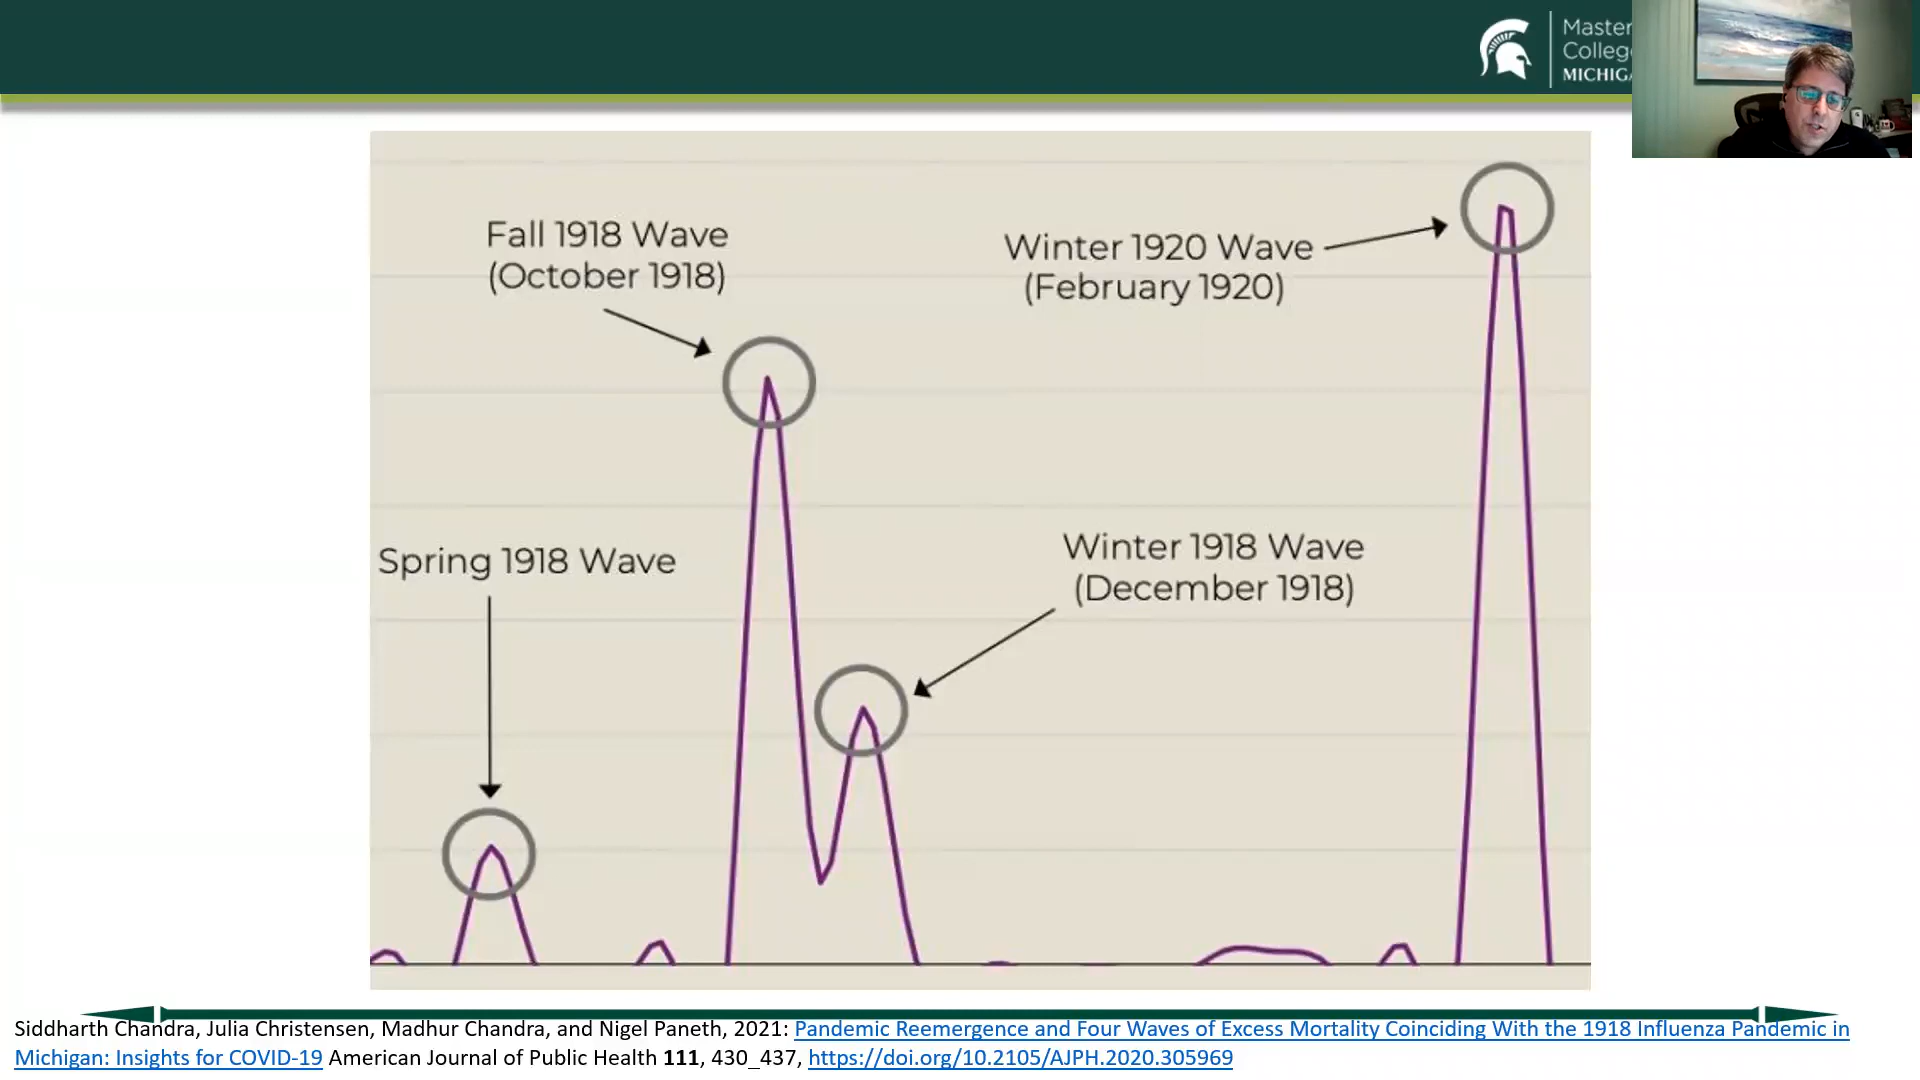 Master
College
MICHIGA
Fall 1918 Wave
(October 1918)
Winter 1920 Wave
(February 1920)
Spring 1918 Wave
Winter 1918 Wave
(December 1918)
Siddharth Chandra, Julia Christensen, Madhur Chandra, and Nigel Paneth, 2021: Pandemic Reemergence and Four Waves of Excess Mortality Coinciding With the 1918 Influenza Pandemic in
Michigan: Insights for COVID-19 American Journal of Public Health 111, 430_437, https://doi.org/10.2105/AJPH.2020.305969